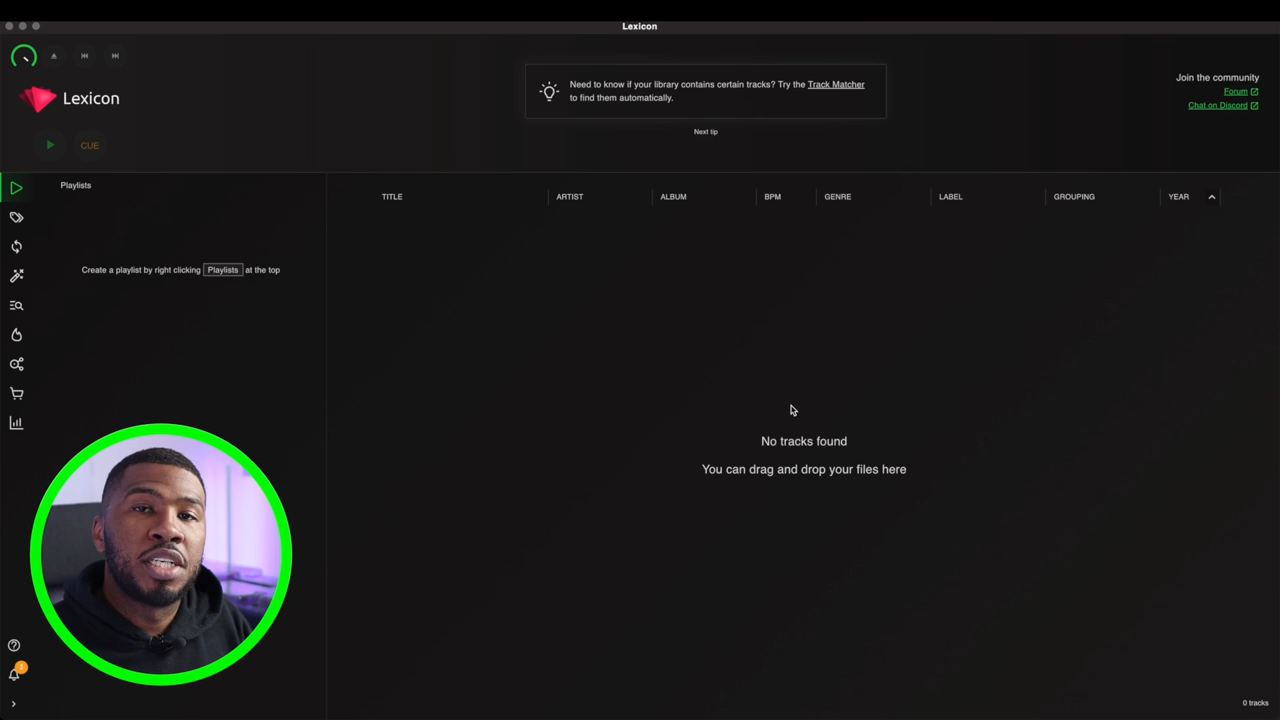 Lexicon
Need to know if your library contains certain tracks? Try the Track Matcher
to find them automatically.
Next tip
Join the community
Forum
Chat on Discord
Lexicon
CUE
Playlists
TITLE
ARTIST
ALBUM
BPM
GENRE
LABEL
GROUPING
YEAR
Create a playlist by right clicking Playlists at the top
No tracks found
You can drag and drop your files here
0 tracks